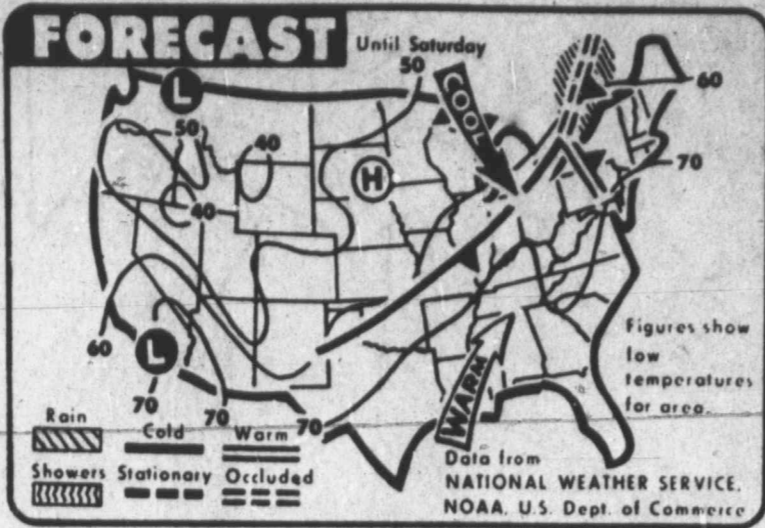 FORECAST
Until Saturday
50
COOL
60
L
50
40
H
70
40
60
L
70
70
70
WARM
Figures show
low
temperatures
for area.
Rain
Cold
Warm
Showers
Stationary
Occluded
Data from
NATIONAL WEATHER SERVICE,
NOAA, U.S. Dept. of Commerce